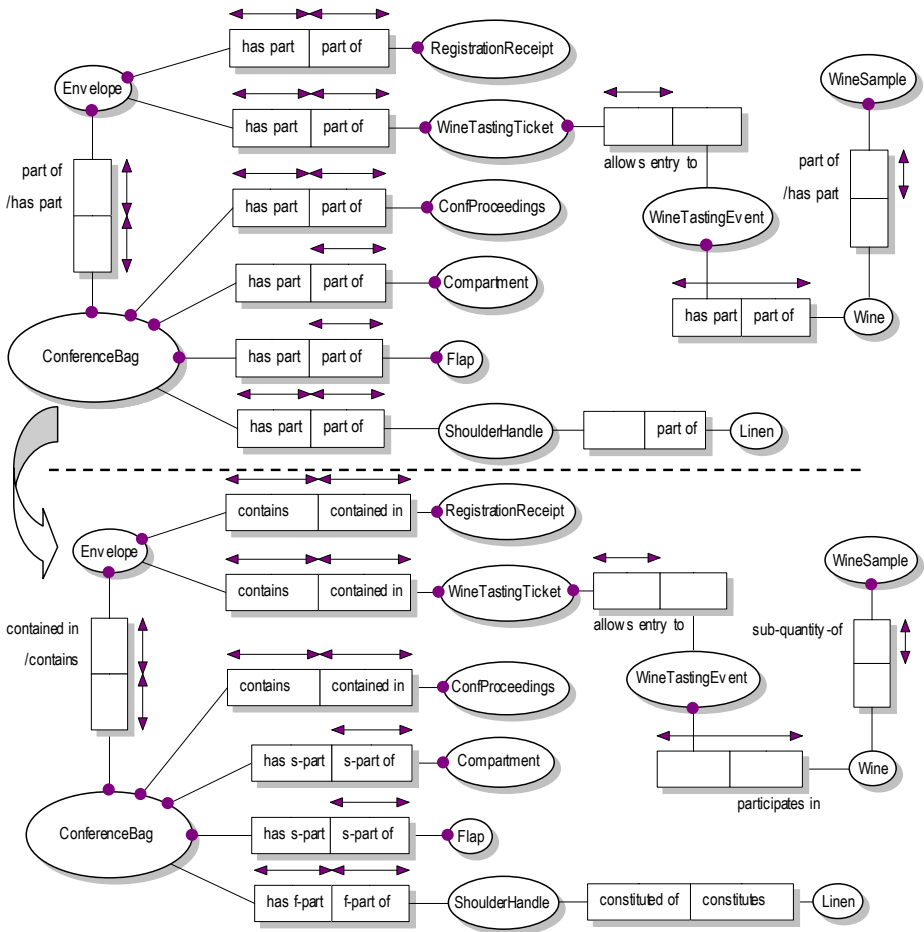 has part part of RegistrationReceipt
Envelope
WineSample
has part part of WineTastingTicket
allows entry to
part of
/has part
part of
/has part
has part part of ConfProceedings
WineTastingEvent
has part part of Compartment
has part part of Wine
ConferenceBag
has part part of Flap
has part part of ShoulderHandle part of Linen
contains contained in RegistrationReceipt
Envelope
WineSample
contains contained in WineTastingTicket
allows entry to
contained in
/contains
sub-quantity-of
contains contained in ConfProceedings
WineTastingEvent
has s-part s-part of Compartment
Wine
participates in
ConferenceBag
has s-part s-part of Flap
has f-part f-part of ShoulderHandle constituted of constitutes Linen